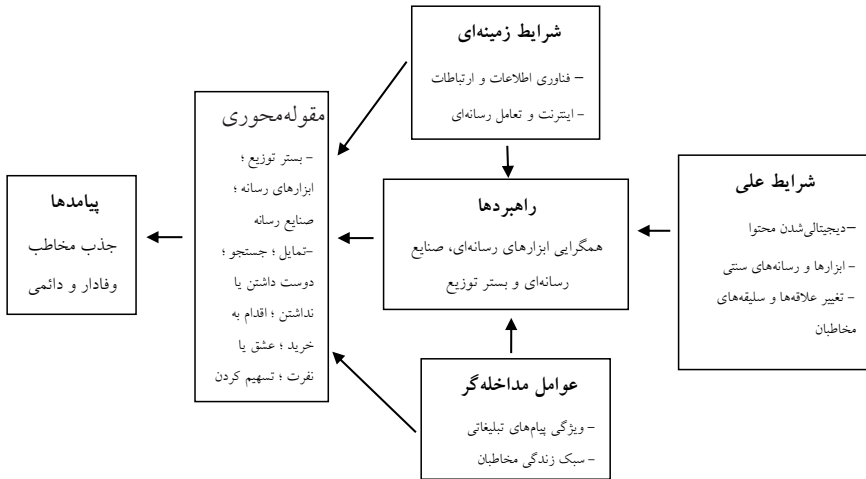 شرایط زمینه‌ای
– فناوری اطلاعات و ارتباطات
- اینترنت و تعامل رسانه‌ای
شرایط علی
–دیجیتالی‌شدن محتوا
- ابزارها و رسانه‌های سنتی
- تغییر علاقه‌ها و سلیقه‌های
مخاطبان
راهبردها
همگرایی ابزارهای رسانه‌ای، صنایع
رسانه‌ای و بستر توزیع
عوامل مداخله‌گر
- ویژگی پیام‌های تبلیغاتی
- سبک زندگی مخاطبان
مقوله‌محوری
- بستر توزیع ؛
ابزارهای رسانه ؛
صنایع رسانه
-تمایل ؛ جستجو ؛
دوست داشتن یا
نداشتن ؛ اقدام به
خرید ؛ عشق یا
نفرت ؛ تسهیم کردن
پیامدها
جذب مخاطب
وفادار و دائمی